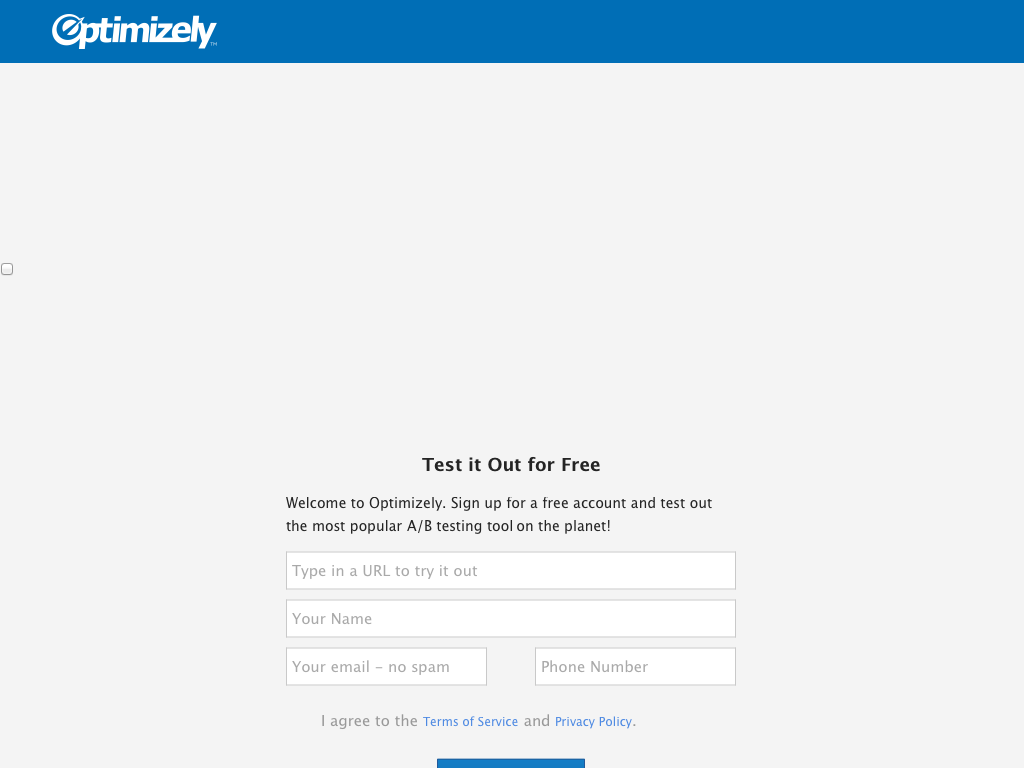 Optimizely™
Test it Out for Free
Welcome to Optimizely. Sign up for a free account and test out
the most popular A/B testing tool on the planet!
Type in a URL to try it out
Your Name
Your email - no spam
Phone Number
I agree to the Terms of Service and Privacy Policy.